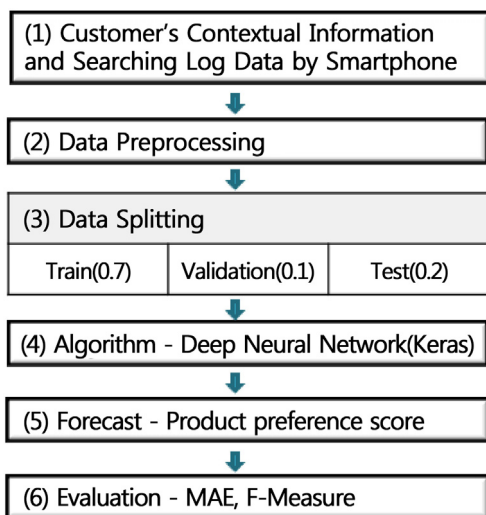 (1) Customer's Contextual Information
and Searching Log Data by Smartphone
(2) Data Preprocessing
(3) Data Splitting
Train(0.7) Validation(0.1) Test(0.2)
(4) Algorithm - Deep Neural Network(Keras)
(5) Forecast - Product preference score
(6) Evaluation - MAE, F-Measure